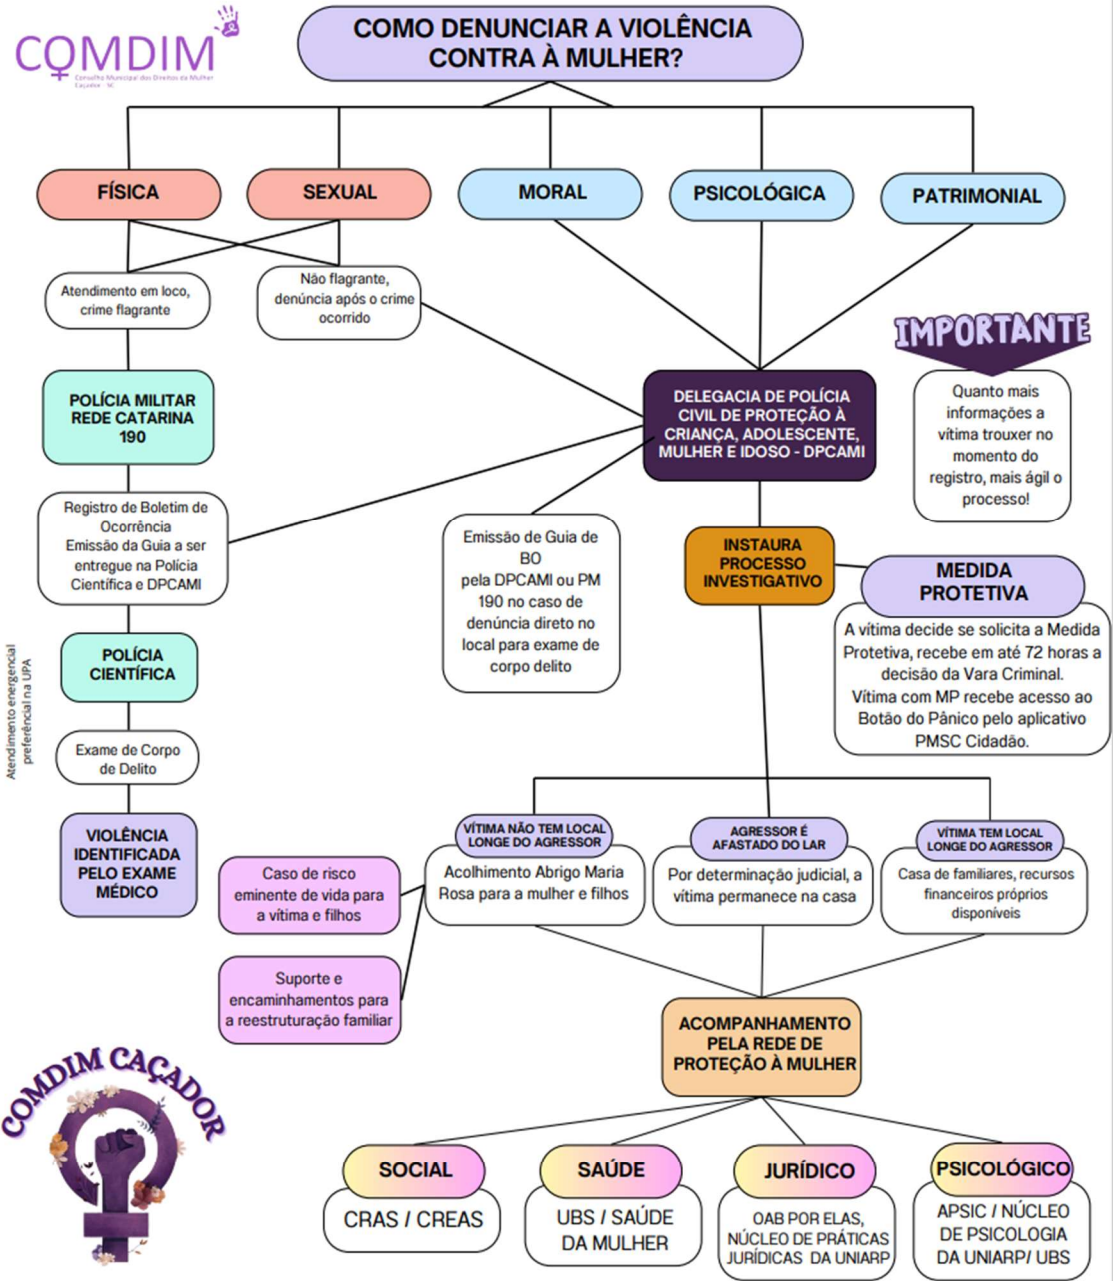 COMDIM
Conselho Municipal dos Direitos da Mulher
Caçador - SC
COMO DENUNCIAR A VIOLÊNCIA
CONTRA À MULHER?
FÍSICA
SEXUAL
MORAL
PSICOLÓGICA
PATRIMONIAL
Atendimento em loco,
crime flagrante
Não flagrante,
denúncia após o crime
ocorrido
IMPORTANTE
Quanto mais
informações a
vítima trouxer no
momento do
registro, mais ágil o
processo!
POLÍCIA MILITAR
REDE CATARINA
190
DELEGACIA DE POLÍCIA
CIVIL DE PROTEÇÃO À
CRIANÇA, ADOLESCENTE,
MULHER E IDOSO - DPCAMI
Registro de Boletim de
Ocorrência
Emissão da Guia a ser
entregue na Polícia
Científica e DPCAMI
Emissão de Guia de
BO
pela DPCAMI ou PM
190 no caso de
denúncia direto no
local para exame de
corpo delito
INSTAURA
PROCESSO
INVESTIGATIVO
MEDIDA
PROTETIVA
A vítima decide se solicita a Medida
Protetiva, recebe em até 72 horas a
decisão da Vara Criminal.
Vítima com MP recebe acesso ao
Botão do Pânico pelo aplicativo
PMSC Cidadão.
POLÍCIA
CIENTÍFICA
Atendimento energencial
preferêncial na UPA
Exame de Corpo
de Delito
VIOLÊNCIA
IDENTIFICADA
PELO EXAME
MÉDICO
VÍTIMA NÃO TEM LOCAL
LONGE DO AGRESSOR
Acolhimento Abrigo Maria
Rosa para a mulher e filhos
AGRESSOR É
AFASTADO DO LAR
Por determinação judicial, a
vítima permanece na casa
VÍTIMA TEM LOCAL
LONGE DO AGRESSOR
Casa de familiares, recursos
financeiros próprios
disponíveis
Caso de risco
eminente de vida para
a vítima e filhos
Suporte e
encaminhamentos para
a reestruturação familiar
ACOMPANHAMENTO
PELA REDE DE
PROTEÇÃO À MULHER
COMDIM CAÇADOR
SOCIAL
CRAS / CREAS
SAÚDE
UBS / SAÚDE
DA MULHER
JURÍDICO
OAB POR ELAS,
NÚCLEO DE PRÁTICAS
JURÍDICAS DA UNIARP
PSICOLÓGICO
APSIC / NÚCLEO
DE PSICOLOGIA
DA UNIARP/ UBS